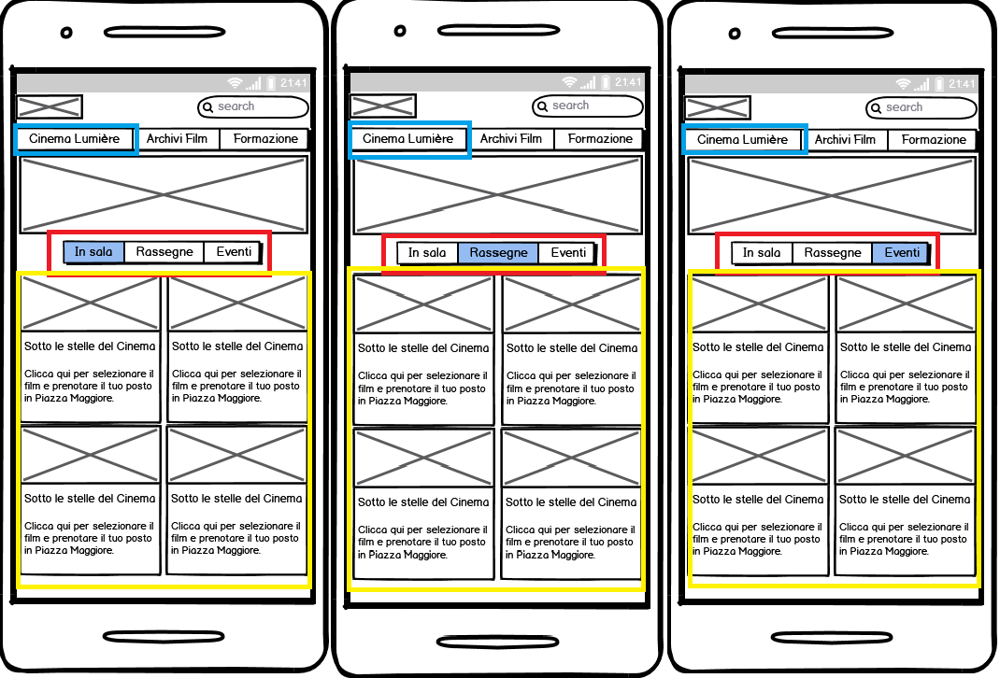 21:41
search
Cinema Lumière Archivi Film Formazione
In sala Rassegne Eventi
Sotto le stelle del Cinema
Clicca qui per selezionare il
film e prenotare il tuo posto
in Piazza Maggiore.
Sotto le stelle del Cinema
Clicca qui per selezionare il
film e prenotare il tuo posto
in Piazza Maggiore.
Sotto le stelle del Cinema
Clicca qui per selezionare il
film e prenotare il tuo posto
in Piazza Maggiore.
Sotto le stelle del Cinema
Clicca qui per selezionare il
film e prenotare il tuo posto
in Piazza Maggiore.
21:41
search
Cinema Lumière Archivi Film Formazione
In sala Rassegne Eventi
Sotto le stelle del Cinema
Clicca qui per selezionare il
film e prenotare il tuo posto
in Piazza Maggiore.
Sotto le stelle del Cinema
Clicca qui per selezionare il
film e prenotare il tuo posto
in Piazza Maggiore.
Sotto le stelle del Cinema
Clicca qui per selezionare il
film e prenotare il tuo posto
in Piazza Maggiore.
Sotto le stelle del Cinema
Clicca qui per selezionare il
film e prenotare il tuo posto
in Piazza Maggiore.
21:41
search
Cinema Lumière Archivi Film Formazione
In sala Rassegne Eventi
Sotto le stelle del Cinema
Clicca qui per selezionare il
film e prenotare il tuo posto
in Piazza Maggiore.
Sotto le stelle del Cinema
Clicca qui per selezionare il
film e prenotare il tuo posto
in Piazza Maggiore.
Sotto le stelle del Cinema
Clicca qui per selezionare il
film e prenotare il tuo posto
in Piazza Maggiore.
Sotto le stelle del Cinema
Clicca qui per selezionare il
film e prenotare il tuo posto
in Piazza Maggiore.